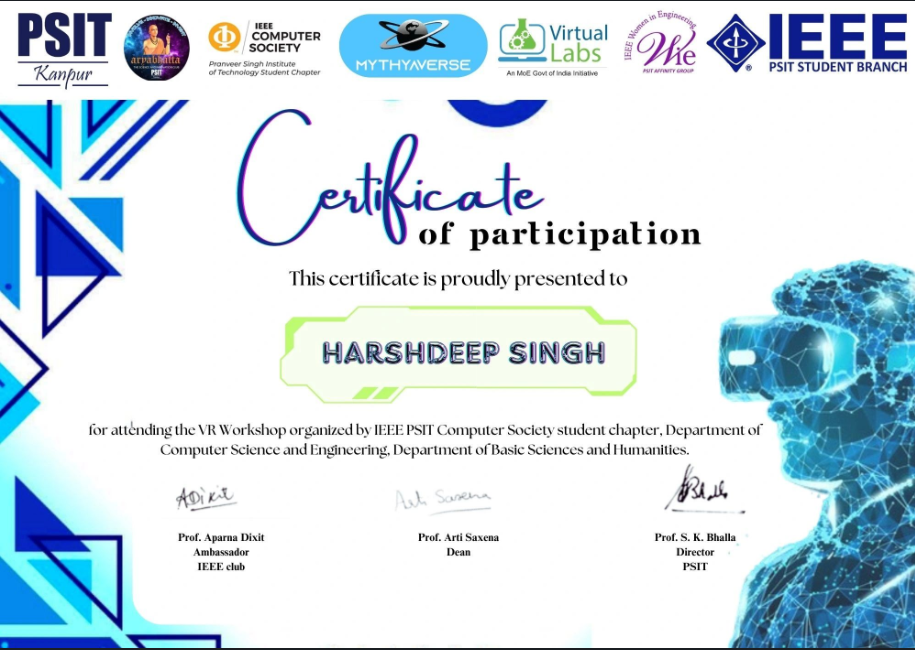 PSIT
Kanpur
aryabhatta
PSIT
IEEE
COMPUTER
SOCIETY
Pranveer Singh Institute
of Technology Student Chapter
MYTHYAVERSE
Virtual
Labs
An MoE Govt of India Initiative
IEEE Women in Engineering
Wie
PSIT AFFINITY GROUP
IEEE
PSIT STUDENT BRANCH
Certificate
of participation
This certificate is proudly presented to
HARSHDEEP SINGH
for attending the VR Workshop organized by IEEE PSIT Computer Society student chapter, Department of
Computer Science and Engineering, Department of Basic Sciences and Humanities.
ADixit
Arti Saxena
SBhalla
Prof. Aparna Dixit
Ambassador
IEEE club
Prof. Arti Saxena
Dean
Prof. S. K. Bhalla
Director
PSIT